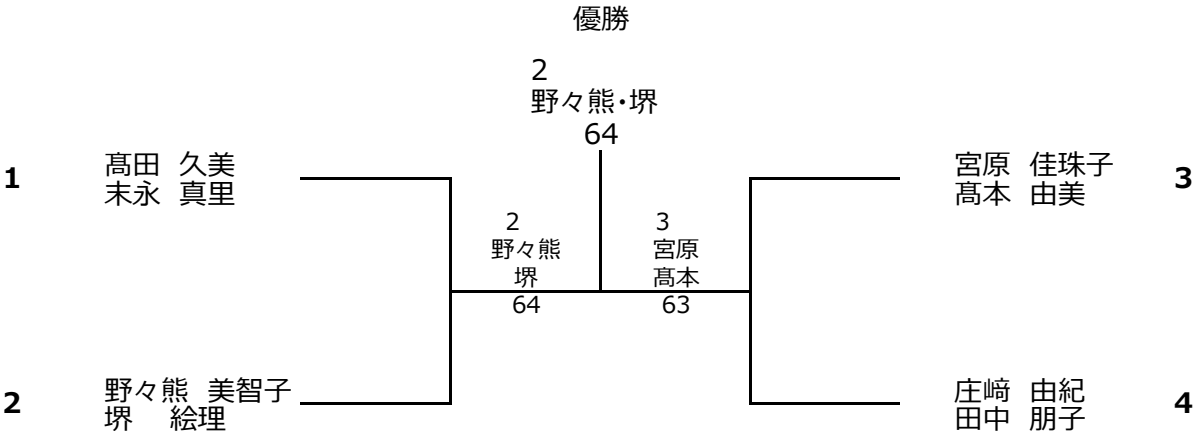 優勝
2
野々熊・堺
64
1
髙田 久美
末永 真里
宮原 佳珠子
髙本 由美
3
2
野々熊
堺
64
3
宮原
髙本
63
2
野々熊 美智子
堺 絵理
庄﨑 由紀
田中 朋子
4